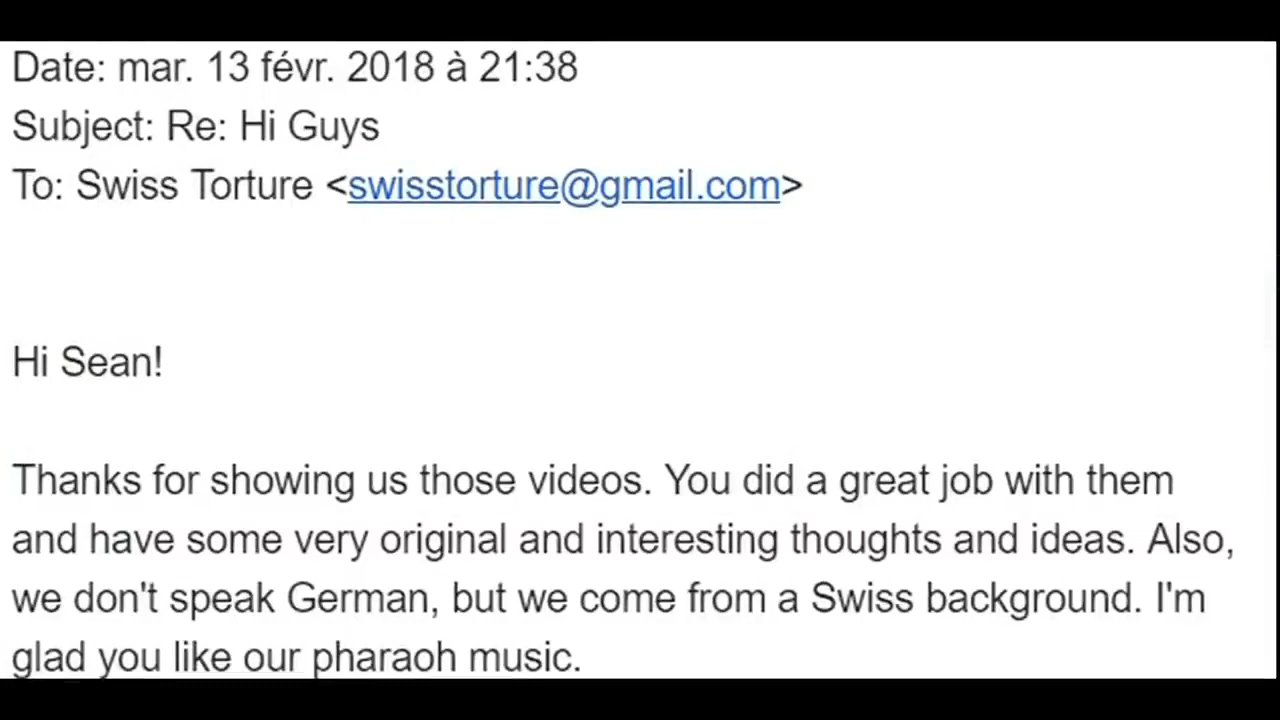 Date: mar. 13 févr. 2018 à 21:38
Subject: Re: Hi Guys
To: Swiss Torture <swisstorture@gmail.com>
Hi Sean!
Thanks for showing us those videos. You did a great job with them
and have some very original and interesting thoughts and ideas. Also,
we don't speak German, but we come from a Swiss background. I'm
glad you like our pharaoh music.